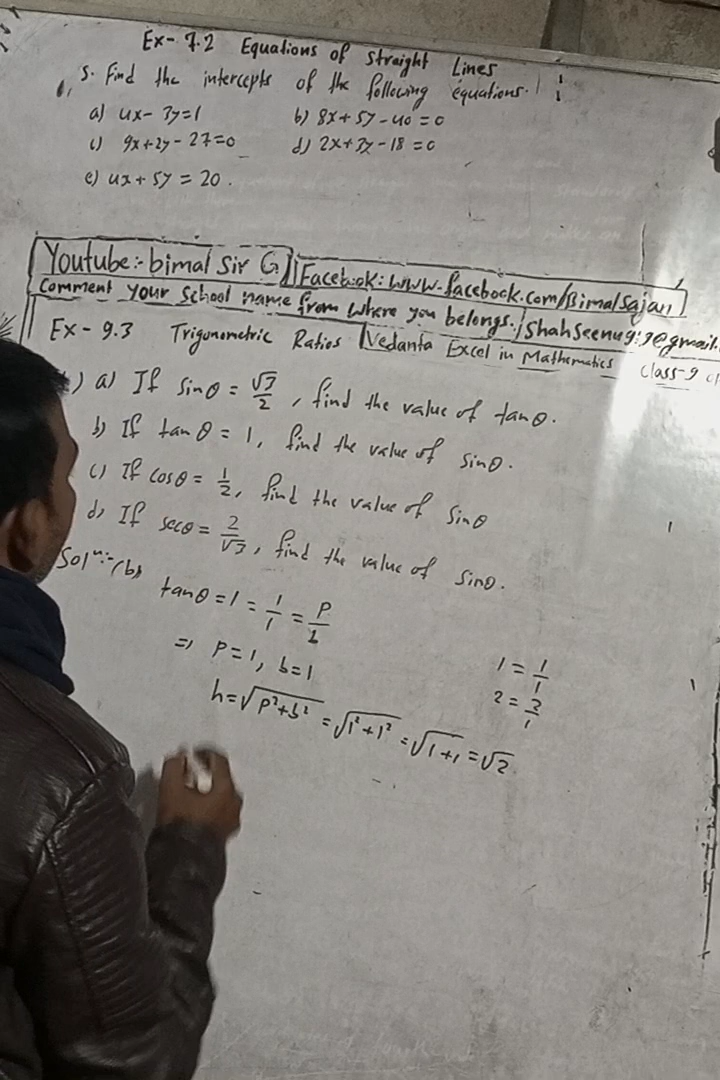 Ex- 7.2 Equations of straight Lines
5. Find the intercepts of the following equations.
a) 4x - 3y = 1 b) 8x + 5y - 40 = 0
c) 9x + 2y - 27 = 0 d) 2x + 3y - 18 = 0
e) 4x + 5y = 20.
Youtube:- bimal Sir G Facebook: www.facebook.com/Bimalsajan
Comment your school name from where you belongs. / Shahseenu
@gmail.
Ex - 9.3 Trigonometric Ratios Vedanta Excel in Mathematics Class-9
) a) If sinθ = √3/2, find the value of tanθ.
b) If tanθ = 1, find the value of sinθ.
c) If cosθ = 1/2, find the value of sinθ
d) If secθ = 2/√3, find the value of sinθ.
Solⁿ:- (b)
tanθ = 1 = 1/1 = P/b
⇒ P = 1, b = 1
h = √P²+b² = √1²+1² = √1+1 = √2
1 = 1/1
2 = 2/1